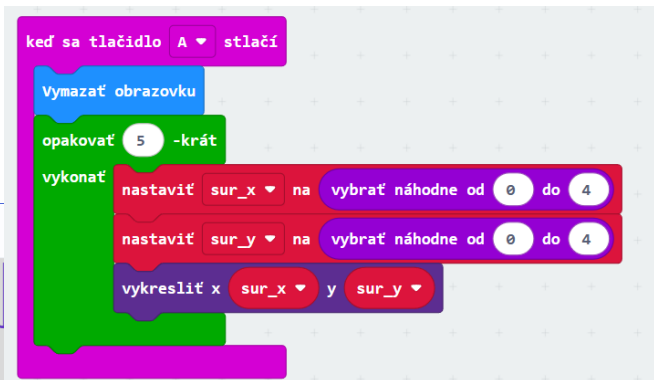 keď sa tlačidlo A stlačí
Vymazať obrazovku
opakovať 5 -krát
vykonať
nastaviť sur_x na vybrať náhodne od 0 do 4
nastaviť sur_y na vybrať náhodne od 0 do 4
vykresliť x sur_x y sur_y